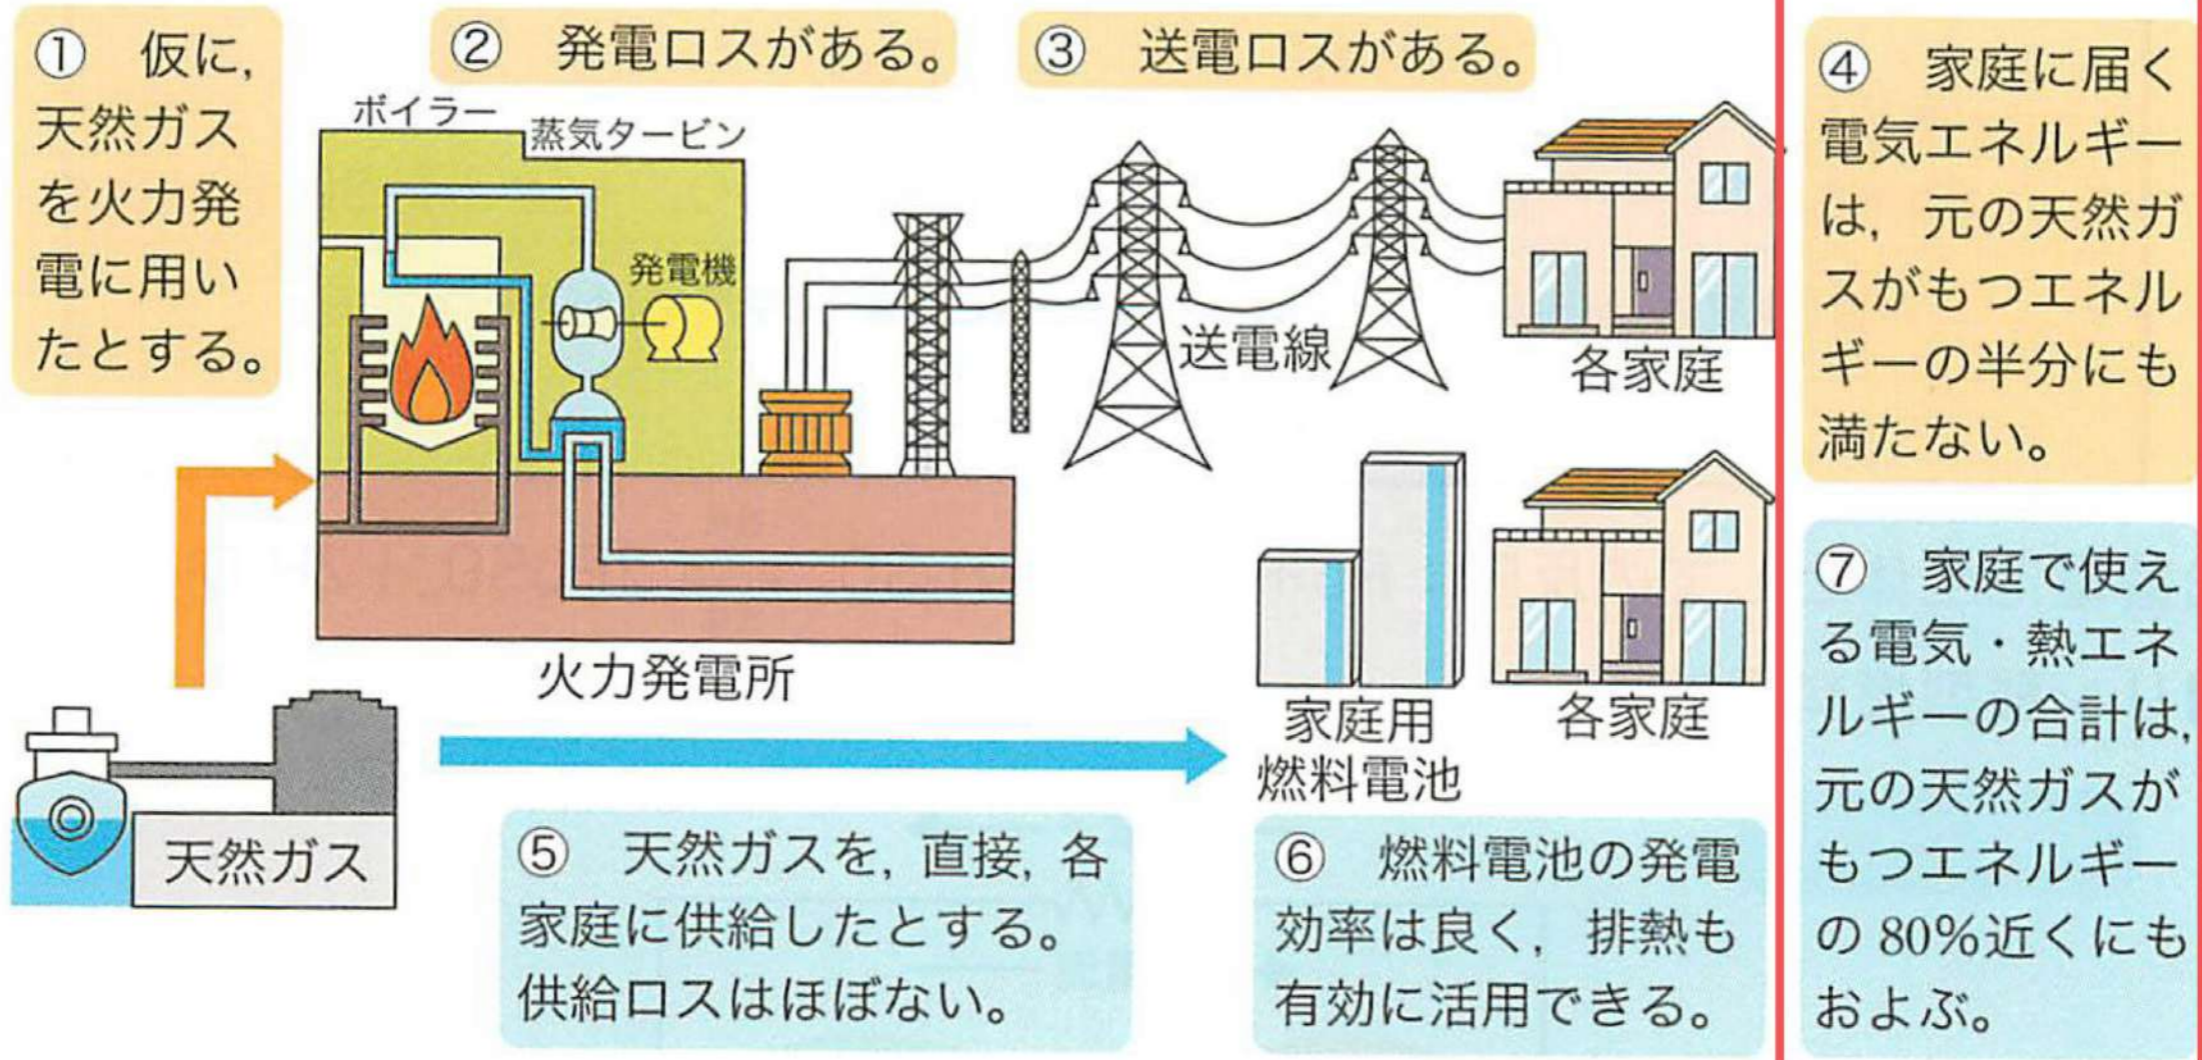 ① 仮に,
天然ガス
を火力発
電に用い
たとする。
② 発電ロスがある。
③ 送電ロスがある。
ボイラー
蒸気タービン
発電機
送電線
各家庭
火力発電所
④ 家庭に届く
電気エネルギー
は, 元の天然ガ
スがもつエネル
ギーの半分にも
満たない。
天然ガス
⑤ 天然ガスを, 直接, 各
家庭に供給したとする。
供給ロスはほぼない。
家庭用
燃料電池
各家庭
⑥ 燃料電池の発電
効率は良く, 排熱も
有効に活用できる。
⑦ 家庭で使え
る電気・熱エネ
ルギーの合計は,
元の天然ガスが
もつエネルギー
の80%近くにも
およぶ。